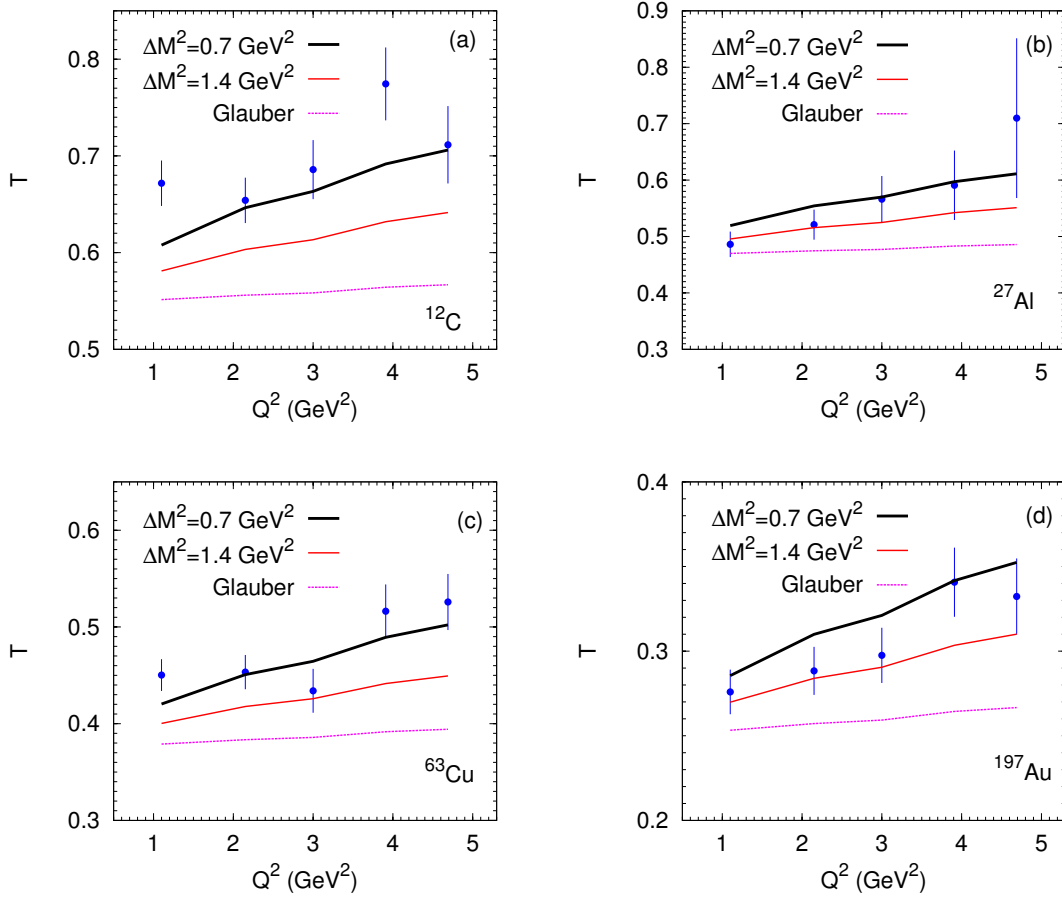 (a)
ΔM²=0.7 GeV²
ΔM²=1.4 GeV²
Glauber
0.8
0.7
0.6
0.5
T
¹²C
1 2 3 4 5
Q² (GeV²)
(b)
ΔM²=0.7 GeV²
ΔM²=1.4 GeV²
Glauber
0.9
0.8
0.7
0.6
0.5
0.4
0.3
T
²⁷Al
1 2 3 4 5
Q² (GeV²)
(c)
ΔM²=0.7 GeV²
ΔM²=1.4 GeV²
Glauber
0.6
0.5
0.4
0.3
T
⁶³Cu
1 2 3 4 5
Q² (GeV²)
(d)
ΔM²=0.7 GeV²
ΔM²=1.4 GeV²
Glauber
0.4
0.3
0.2
T
¹⁹⁷Au
1 2 3 4 5
Q² (GeV²)